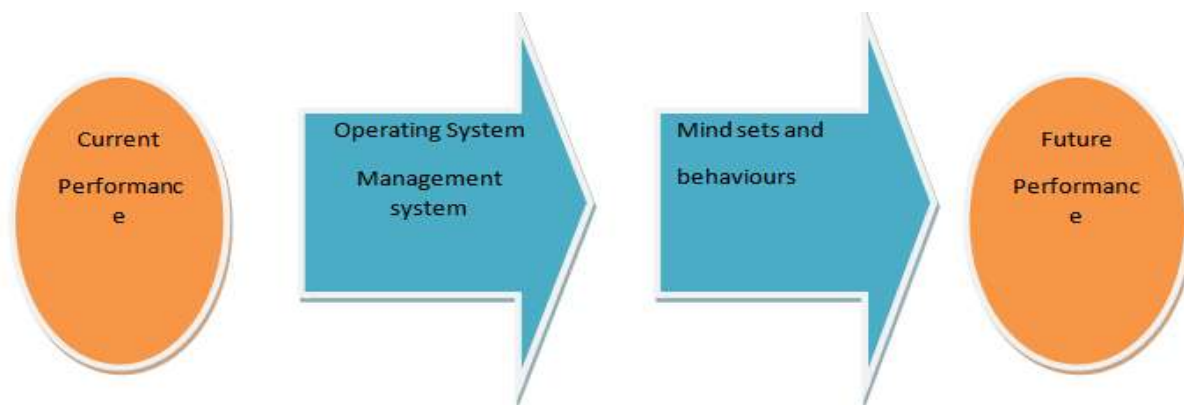 Current
Performanc
e
Operating System
Management
system
Mind sets and
behaviours
Future
Performanc
e